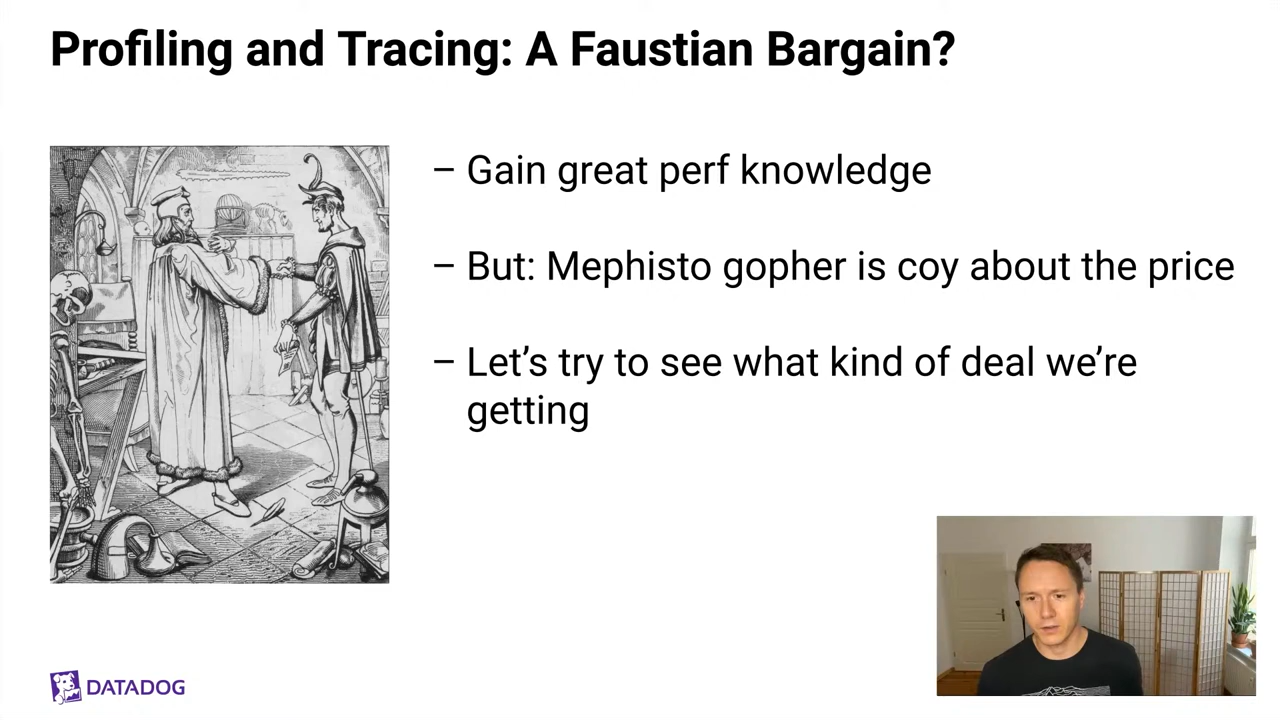 Profiling and Tracing: A Faustian Bargain?
– Gain great perf knowledge
– But: Mephisto gopher is coy about the price
– Let’s try to see what kind of deal we’re
getting
DATADOG